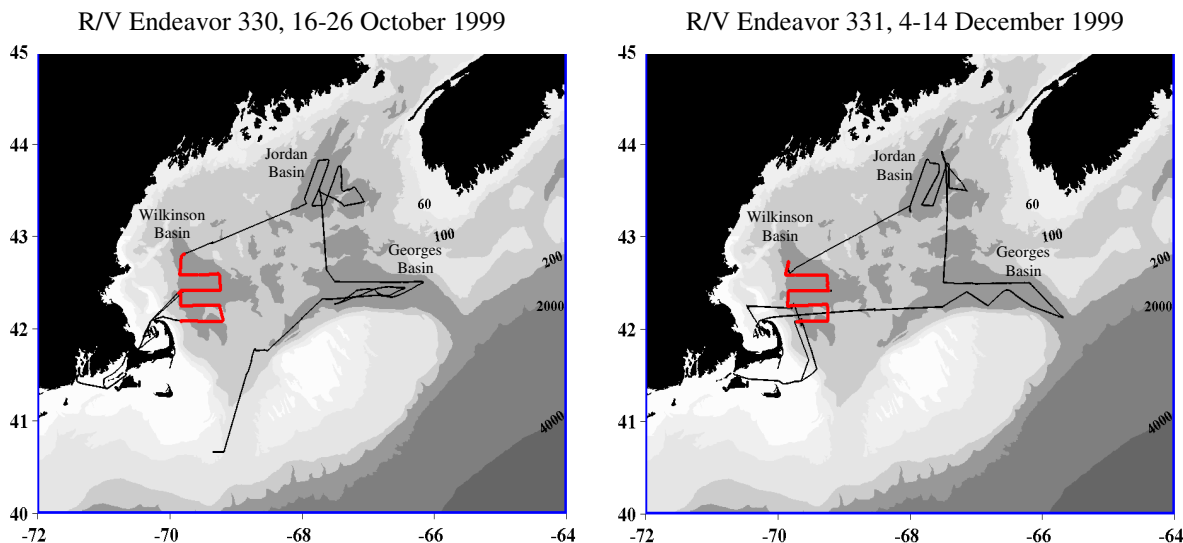 R/V Endeavor 330, 16-26 October 1999
45
44
43
42
41
40
-72
-70
-68
-66
-64
Jordan
Basin
Wilkinson
Basin
Georges
Basin
60
100
200
2000
4000
40
R/V Endeavor 331, 4-14 December 1999
45
44
43
42
41
40
-72
-70
-68
-66
-64
Jordan
Basin
Wilkinson
Basin
Georges
Basin
60
100
200
2000
4000
40